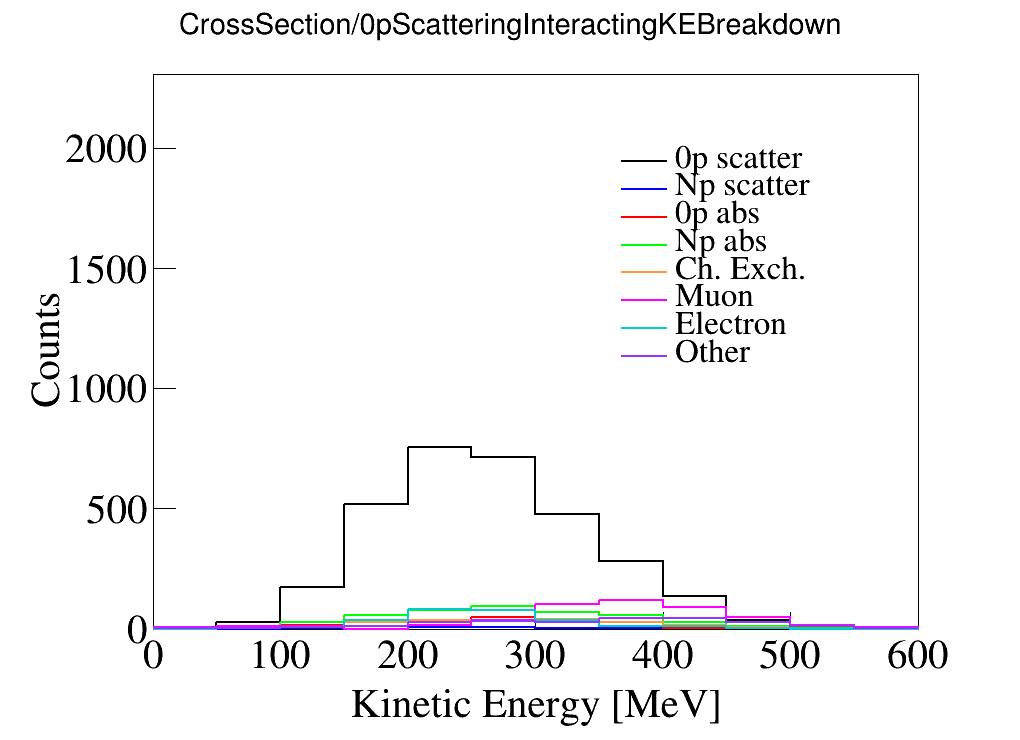 CrossSection/0pScatteringInteractingKEBreakdown
2000
1500
1000
500
0
Counts
0p scatter
Np scatter
0p abs
Np abs
Ch. Exch.
Muon
Electron
Other
0 100 200 300 400 500 600
Kinetic Energy [MeV]